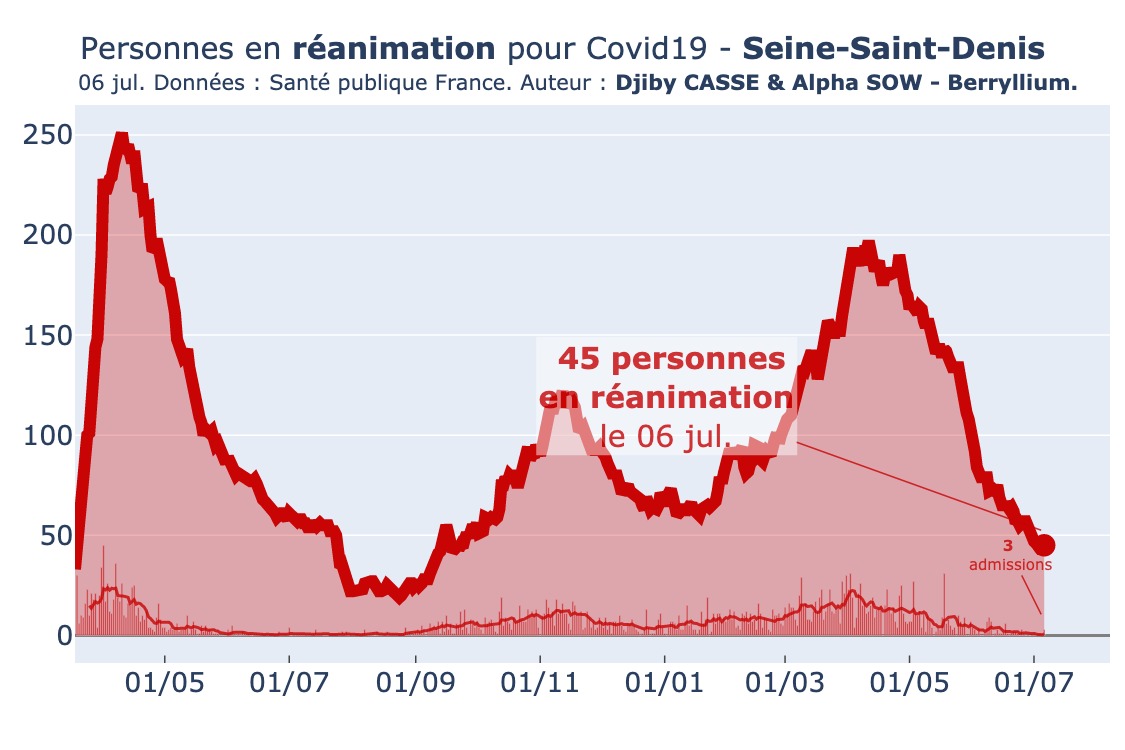 Personnes en réanimation pour Covid19 - Seine-Saint-Denis
06 jul. Données : Santé publique France. Auteur : Djiby CASSE & Alpha SOW - Berryllium.
250
200
150
100
50
0
45 personnes
en réanimation
le 06 jul.
3
admissions
01/05 01/07 01/09 01/11 01/01 01/03 01/05 01/07